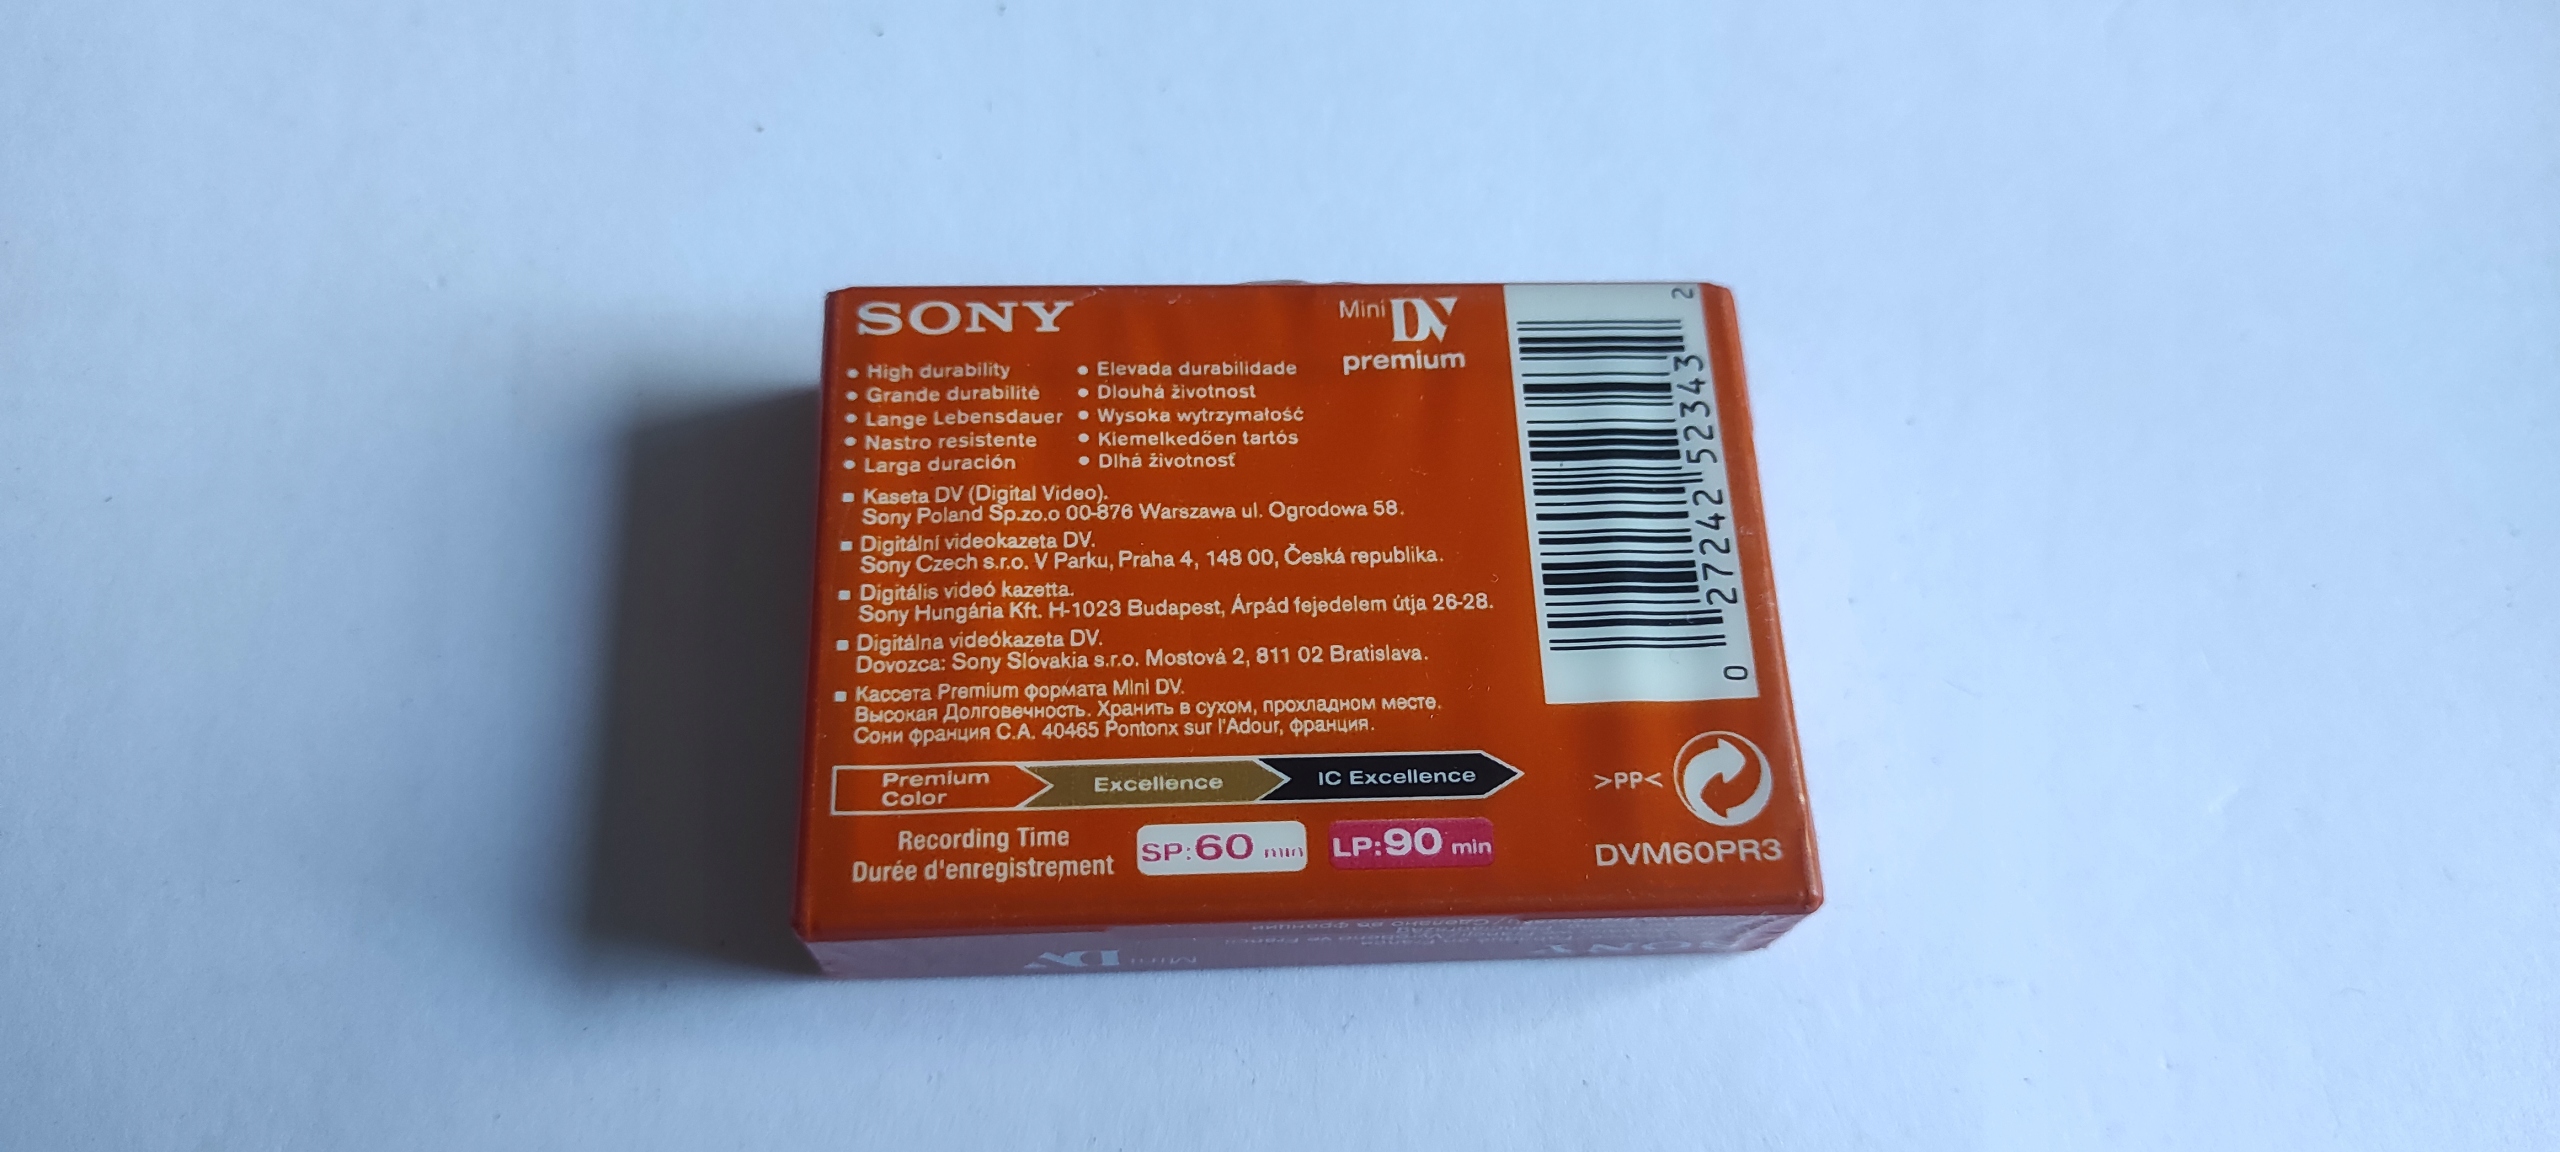 SONY
Mini DV
premium
• High durability
• Grande durabilité
• Lange Lebensdauer
• Nastro resistente
• Larga duración
• Elevada durabilidade
• Dlouhá životnost
• Wysoka wytrzymałość
• Kiemelkedően tartós
• Dlhá životnosť
■ Kaseta DV (Digital Video).
Sony Poland Sp.zo.o 00-876 Warszawa ul. Ogrodowa 58.
■ Digitální videokazeta DV.
Sony Czech s.r.o. V Parku, Praha 4, 148 00, Česká republika.
■ Digitális videó kazetta.
Sony Hungária Kft. H-1023 Budapest, Árpád fejedelem útja 26-28.
■ Digitálna videókazeta DV.
Dovozca: Sony Slovakia s.r.o. Mostová 2, 811 02 Bratislava.
■ Кассета Premium формата Mini DV.
Высокая Долговечность. Хранить в сухом, прохладном месте.
Сони франция С.А. 40465 Pontonx sur l'Adour, франция.
Premium
Color
Excellence
IC Excellence
Recording Time
Durée d'enregistrement
SP:60 min
LP:90 min
0 27242 52343 2
>PP<
DVM60PR3
Mini DV
SONY